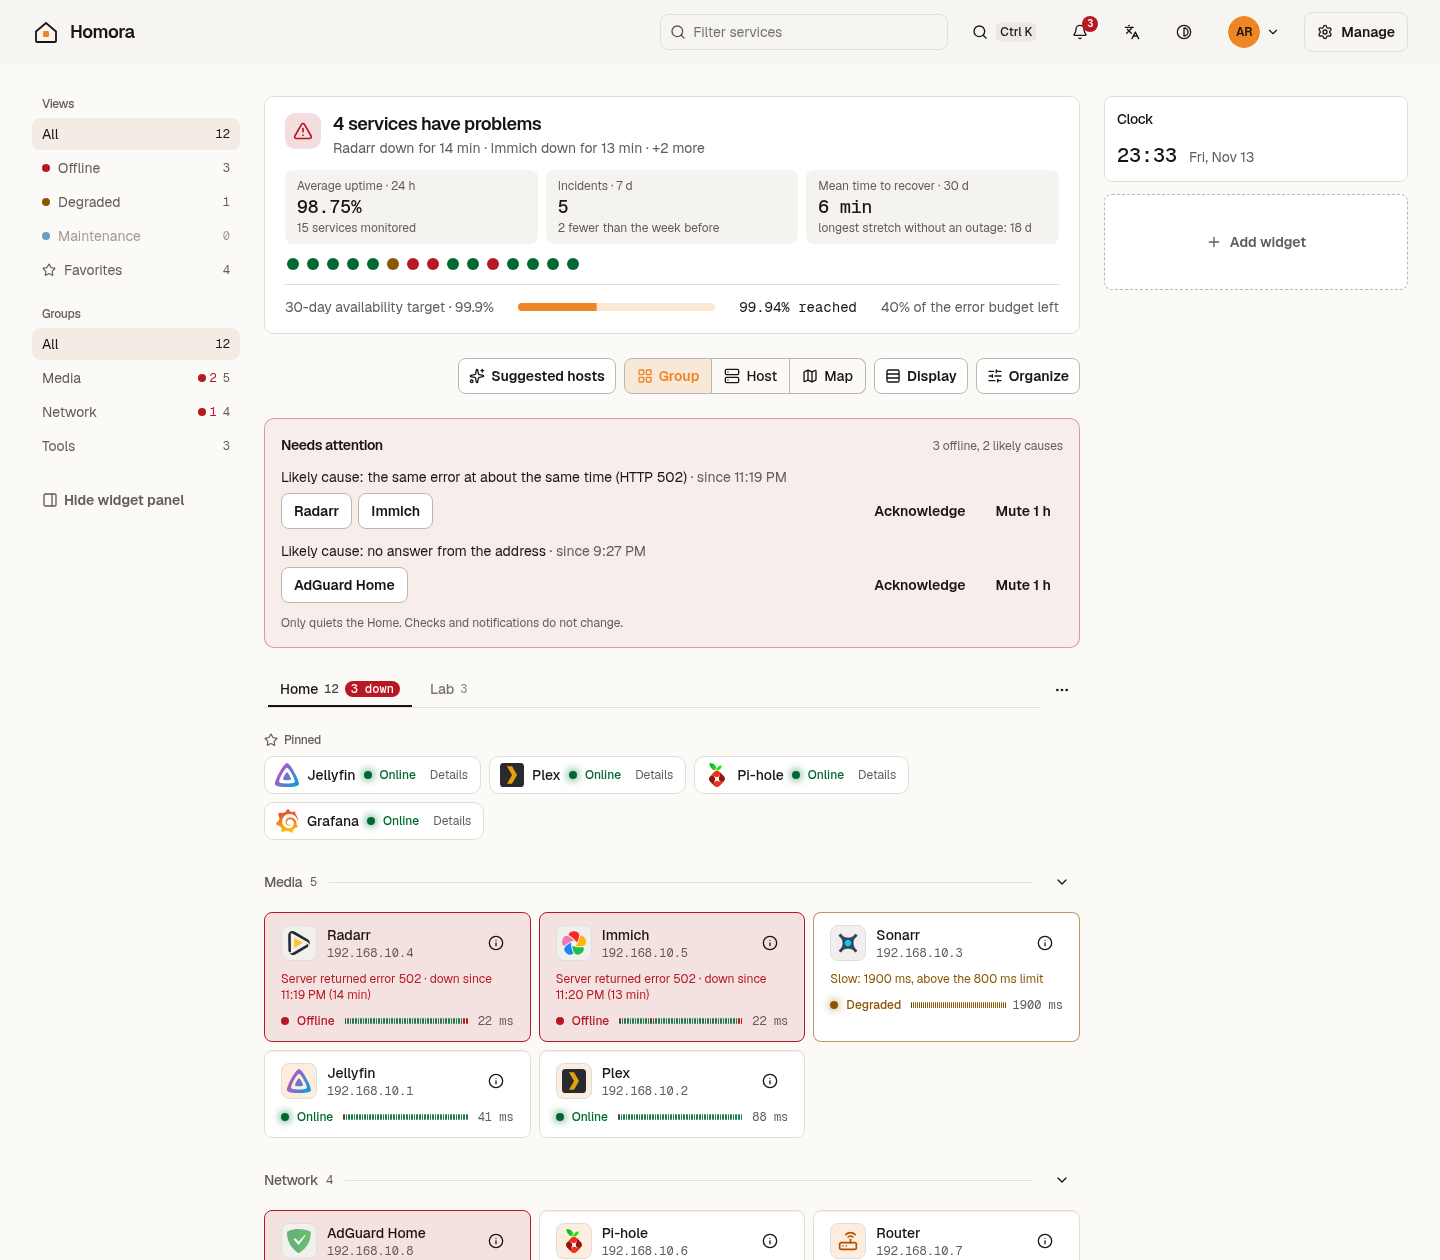 Homora
Filter services
Ctrl K
3
AR
Manage
Views
All 12
Offline 3
Degraded 1
Maintenance 0
Favorites 4
Groups
All 12
Media 2 5
Network 1 4
Tools 3
Hide widget panel
4 services have problems
Radarr down for 14 min · Immich down for 13 min · +2 more
Average uptime · 24 h
98.75%
15 services monitored
Incidents · 7 d
5
2 fewer than the week before
Mean time to recover · 30 d
6 min
longest stretch without an outage: 18 d
30-day availability target · 99.9%
99.94% reached
40% of the error budget left
Suggested hosts
Group
Host
Map
Display
Organize
Needs attention
3 offline, 2 likely causes
Likely cause: the same error at about the same time (HTTP 502) · since 11:19 PM
Radarr
Immich
Acknowledge
Mute 1 h
Likely cause: no answer from the address · since 9:27 PM
AdGuard Home
Acknowledge
Mute 1 h
Only quiets the Home. Checks and notifications do not change.
Home 12 3 down
Lab 3
Pinned
Jellyfin Online Details
Plex Online Details
Pi-hole Online Details
Grafana Online Details
Media 5
Radarr
192.168.10.4
Server returned error 502 · down since
11:19 PM (14 min)
Offline 22 ms
Immich
192.168.10.5
Server returned error 502 · down since
11:20 PM (13 min)
Offline 22 ms
Sonarr
192.168.10.3
Slow: 1900 ms, above the 800 ms limit
Degraded 1900 ms
Jellyfin
192.168.10.1
Online 41 ms
Plex
192.168.10.2
Online 88 ms
Network 4
AdGuard Home
192.168.10.8
Pi-hole
192.168.10.6
Router
192.168.10.7
Clock
23:33 Fri, Nov 13
Add widget